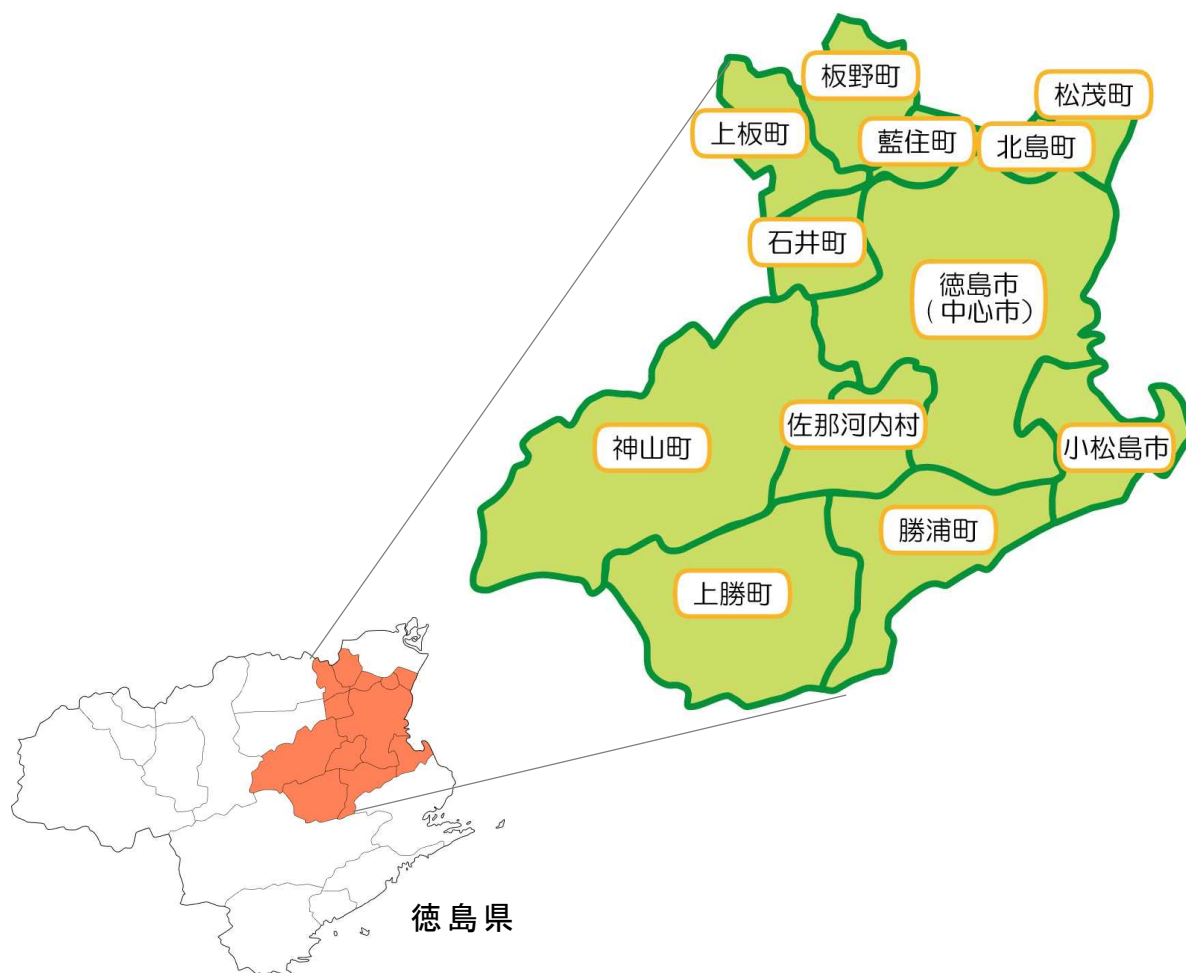 板野町
松茂町
上板町
藍住町
北島町
石井町
徳島市
(中心市)
佐那河内村
神山町
小松島市
勝浦町
上勝町
徳島県